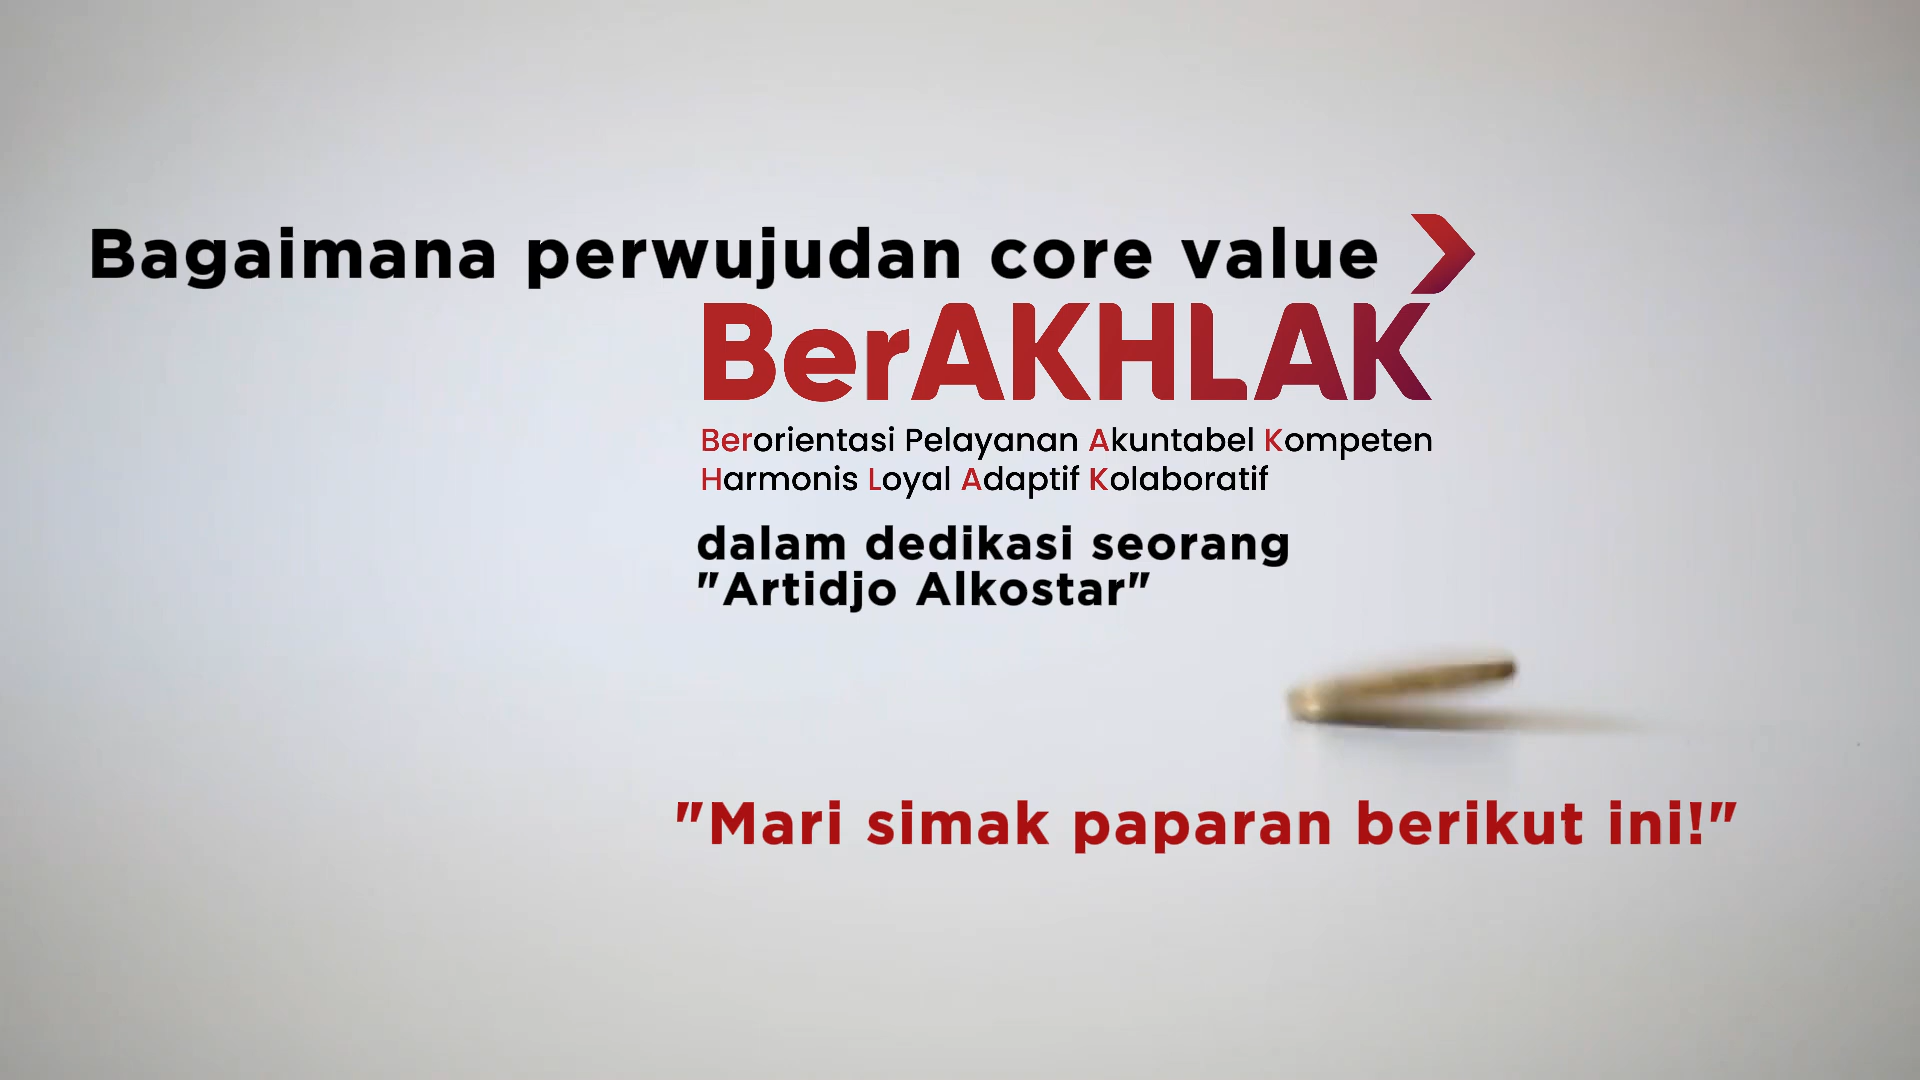 Bagaimana perwujudan core value
BerAKHLAK
Berorientasi Pelayanan Akuntabel Kompeten
Harmonis Loyal Adaptif Kolaboratif
dalam dedikasi seorang
"Artidjo Alkostar"
"Mari simak paparan berikut ini!"